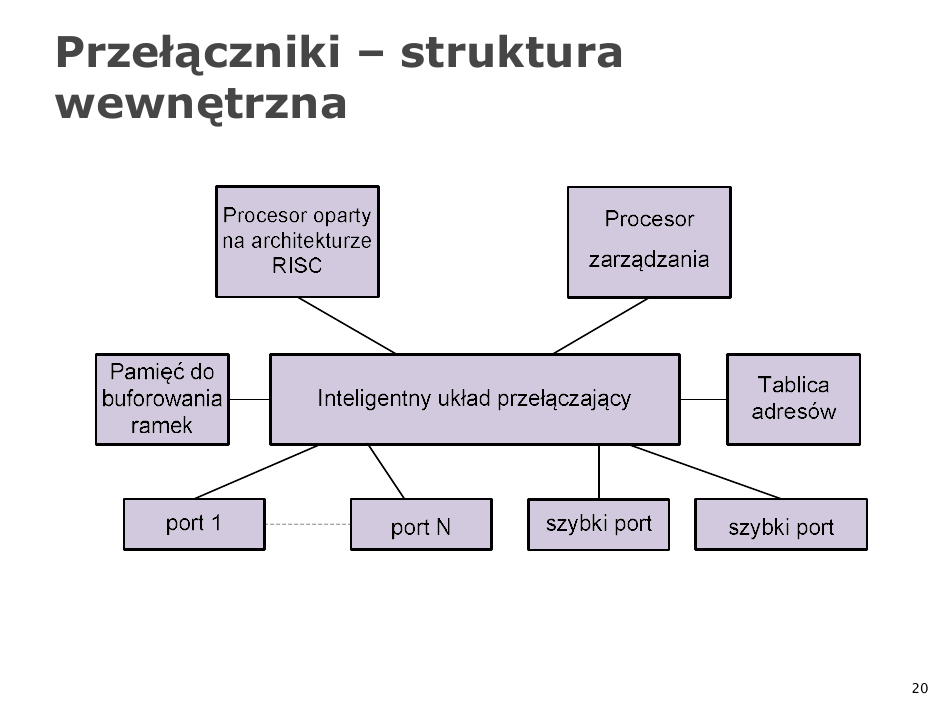 Przełączniki – struktura
wewnętrzna
Procesor oparty
na architekturze
RISC
Procesor
zarządzania
Pamięć do
buforowania
ramek
Inteligentny układ przełączający
Tablica
adresów
port 1
port N
szybki port
szybki port
20